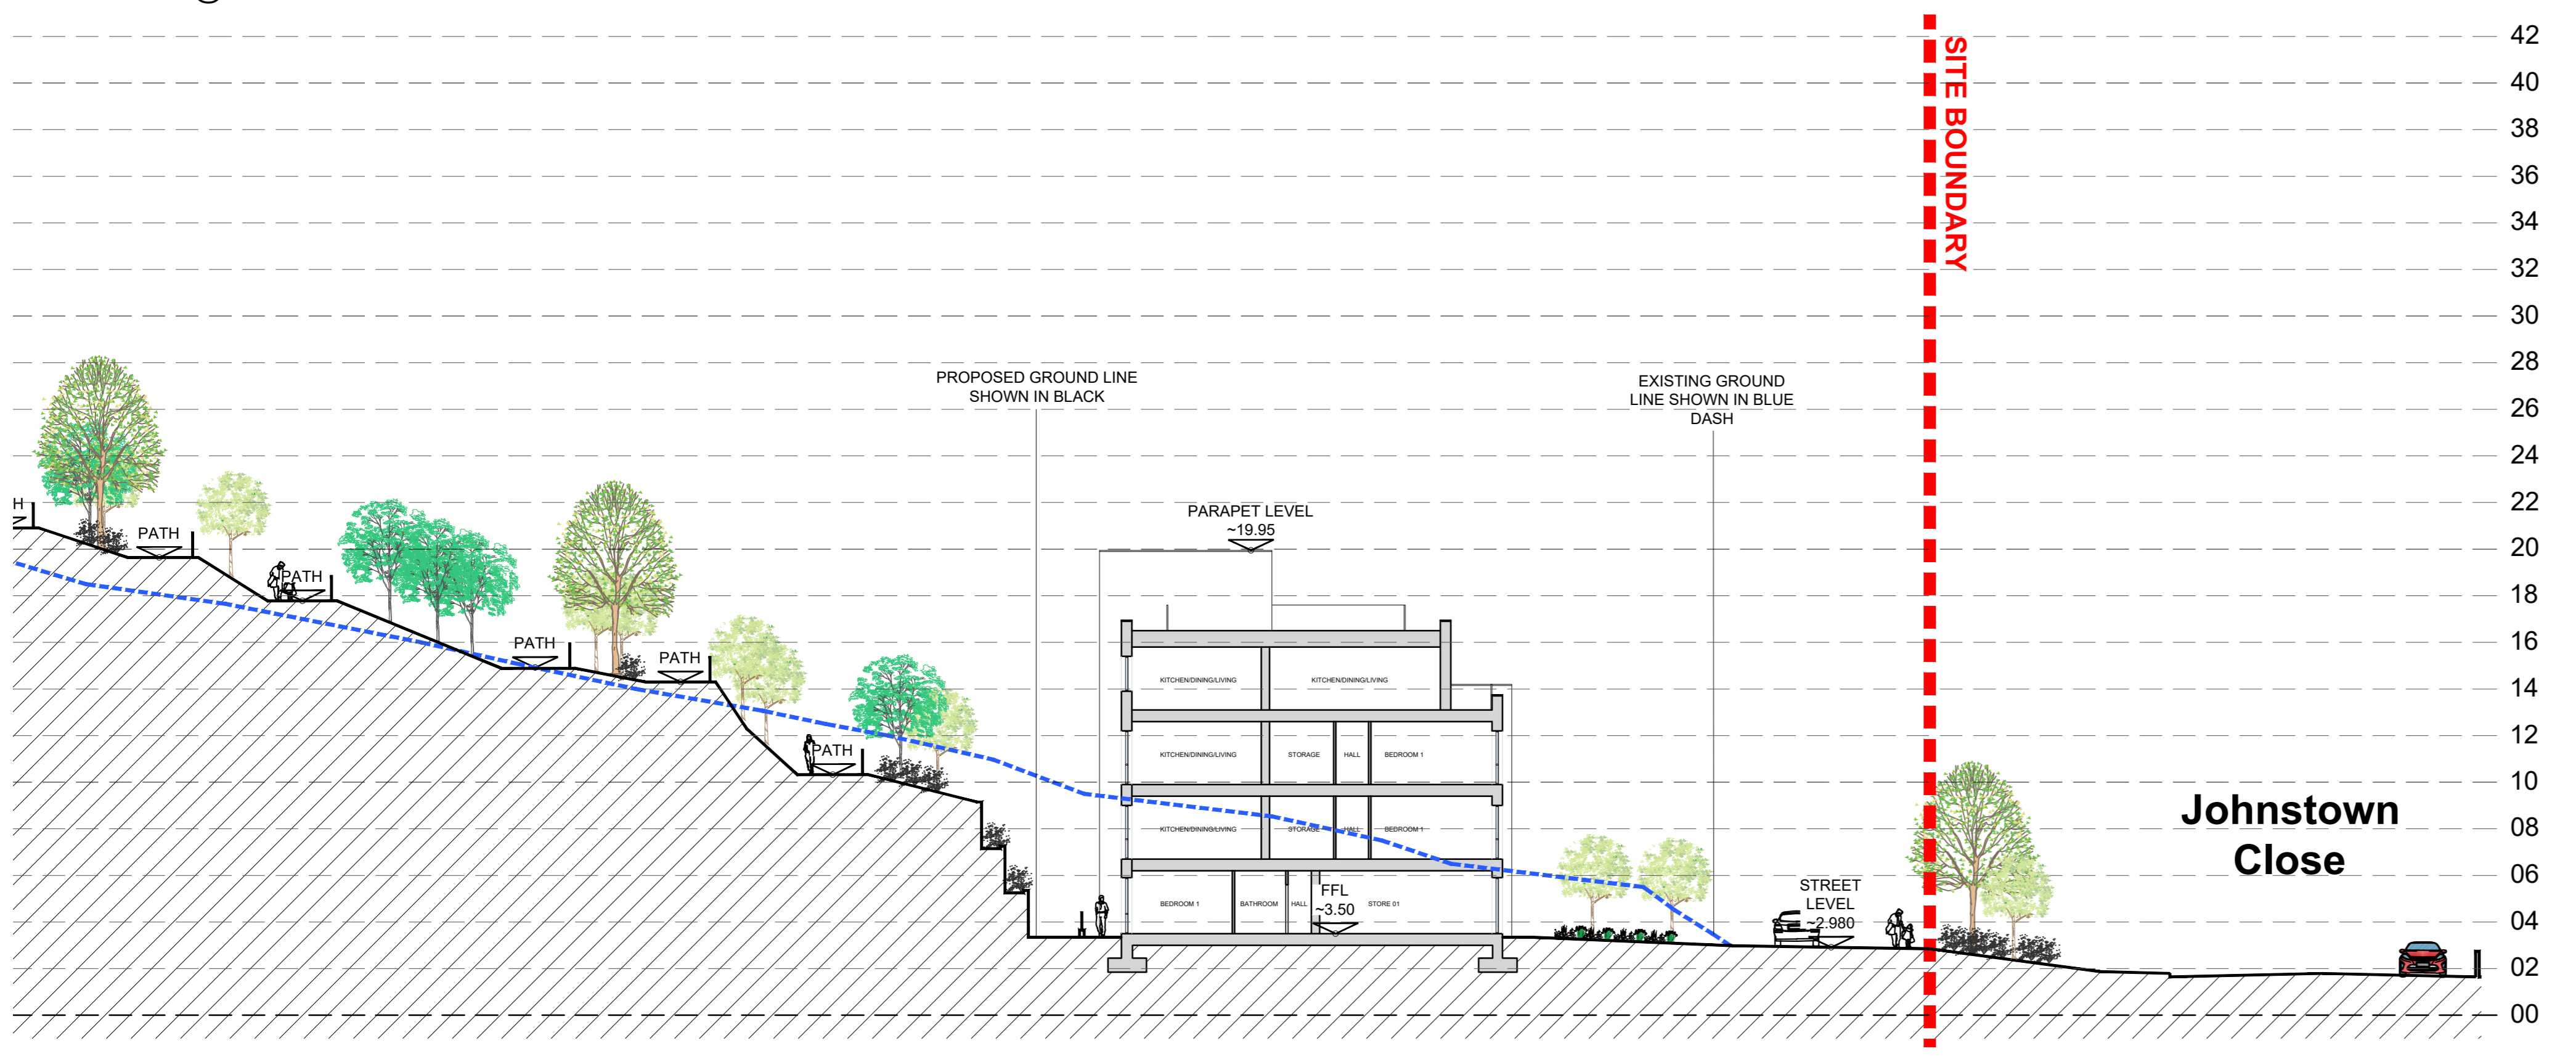 42
SITE BOUNDARY
40
38
36
34
32
30
28
PROPOSED GROUND LINE
SHOWN IN BLACK
EXISTING GROUND
LINE SHOWN IN BLUE
DASH
26
24
22
H
PARAPET LEVEL
~19.95
PATH
20
PATH
18
PATH
16
PATH
KITCHEN/DINING/LIVING
KITCHEN/DINING/LIVING
14
PATH
KITCHEN/DINING/LIVING
STORAGE
HALL
BEDROOM 1
12
10
Johnstown
Close
KITCHEN/DINING/LIVING
STORAGE
HALL
BEDROOM 1
08
06
BEDROOM 1
BATHROOM
HALL
FFL
~3.50
STORE 01
STREET
LEVEL
~2.980
04
02
00